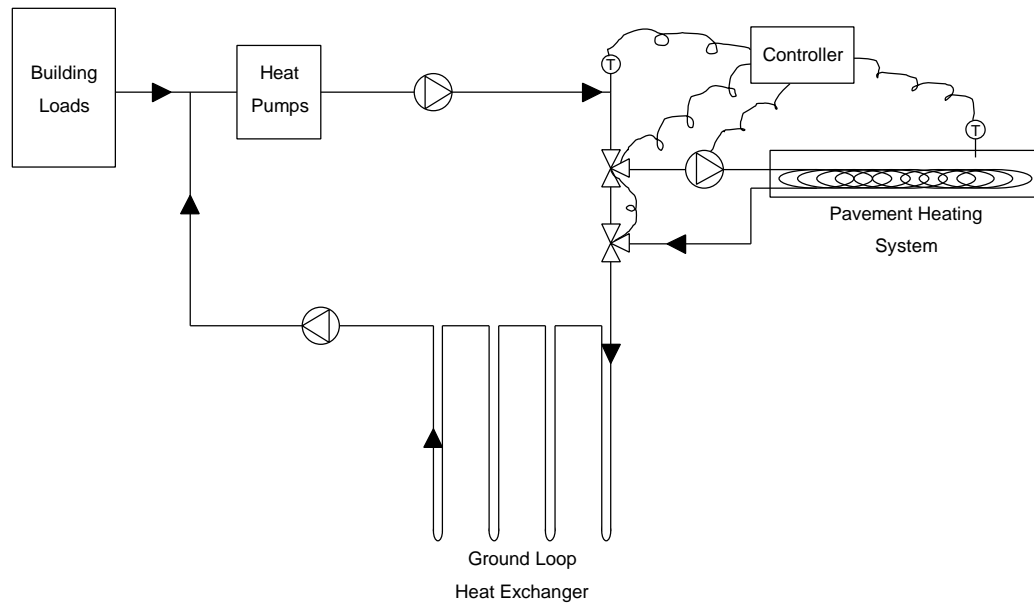 Building
Loads
Heat
Pumps
Controller
T
T
Pavement Heating
System
Ground Loop
Heat Exchanger